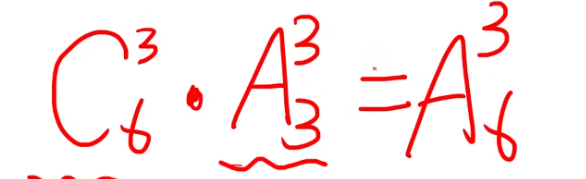 C₆³ · A₃³ = A₆³